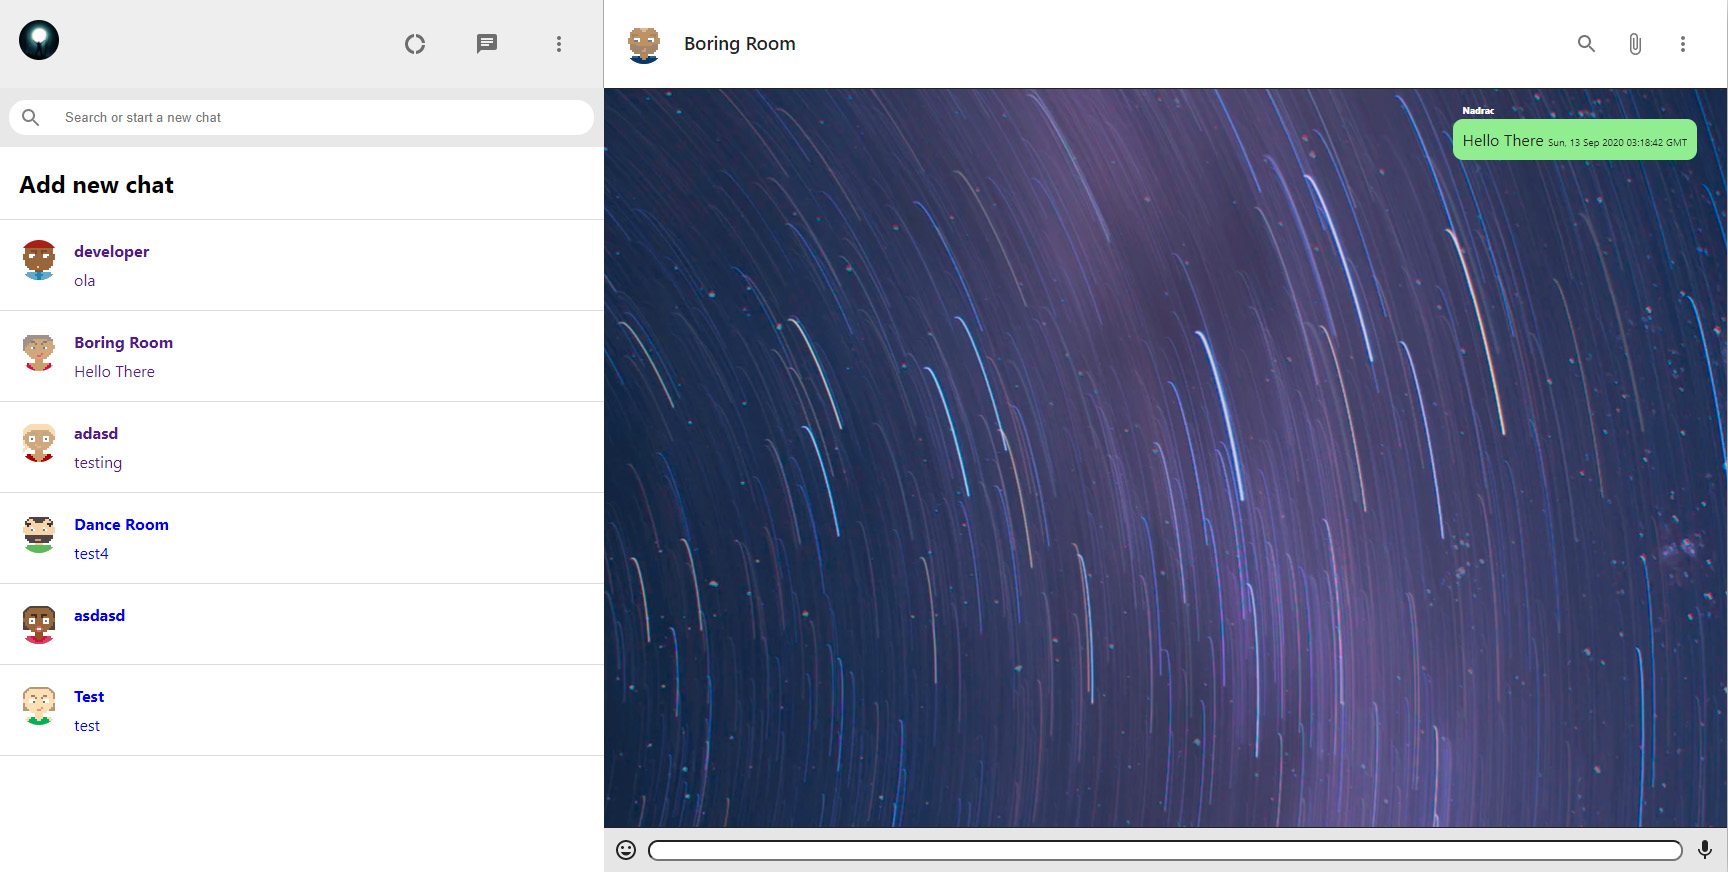 Boring Room
Search or start a new chat
Add new chat
developer
ola
Boring Room
Hello There
adasd
testing
Dance Room
test4
asdasd
Test
test
Nadrac
Hello There Sun, 13 Sep 2020 03:18:42 GMT